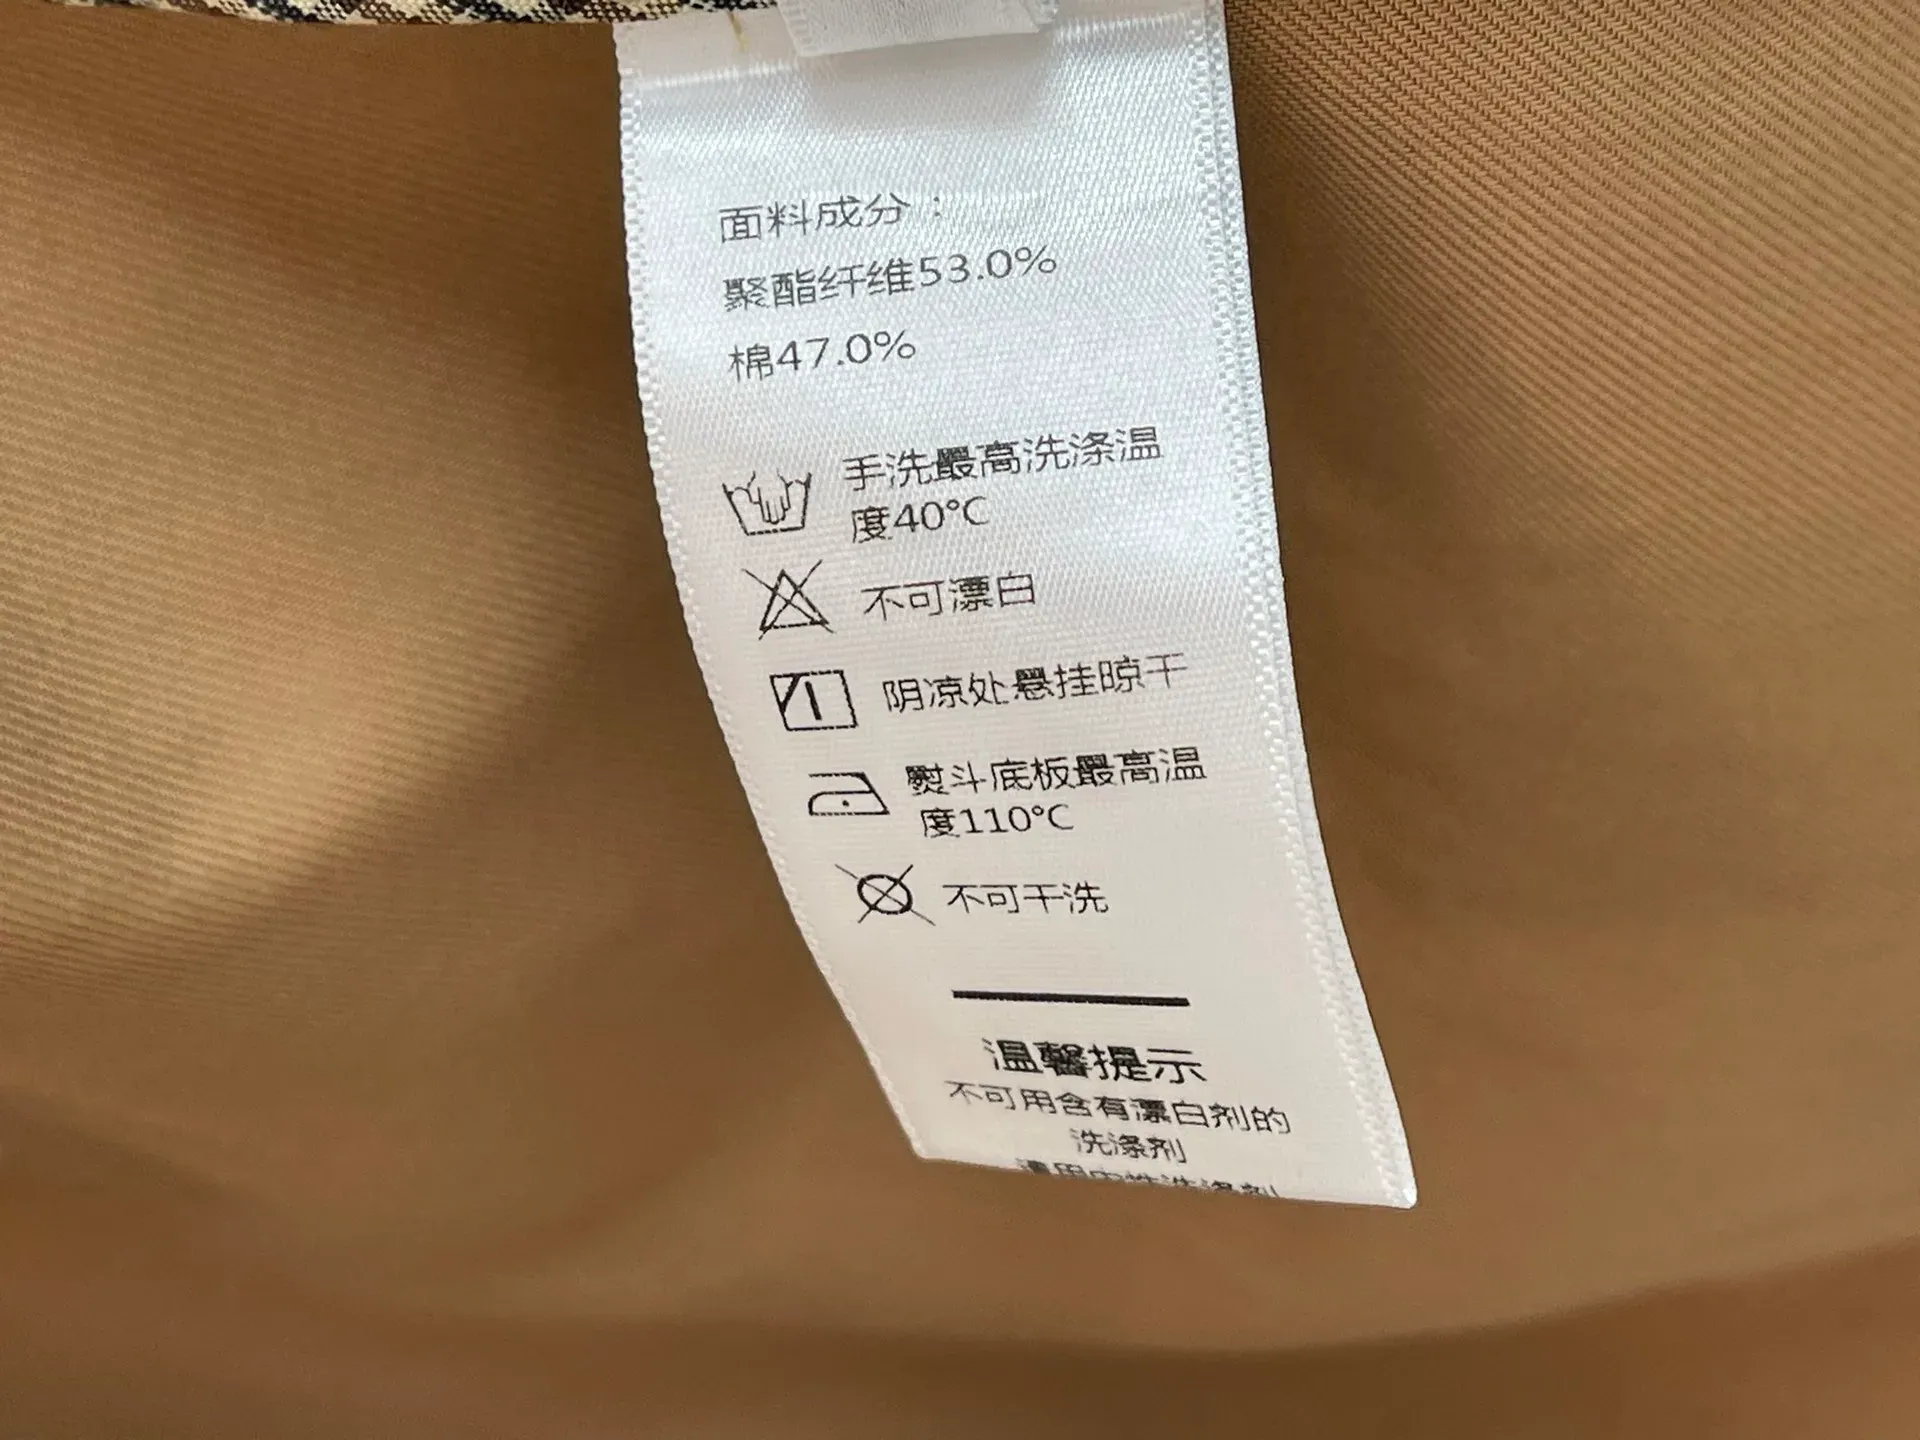 面料成分：
聚酯纤维53.0%
棉47.0%
手洗最高洗涤温
度40℃
不可漂白
阴凉处悬挂晾干
熨斗底板最高温
度110℃
不可干洗
温馨提示
不可用含有漂白剂的
洗涤剂